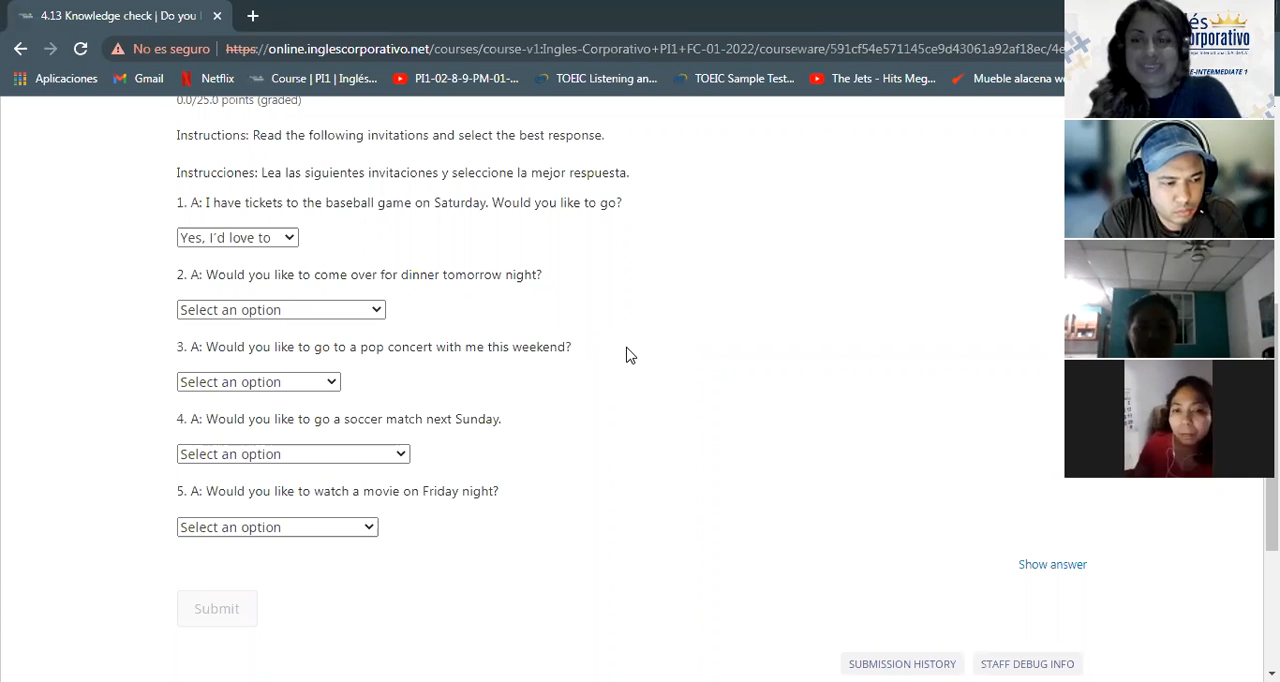 4.13 Knowledge check | Do you
No es seguro | https://online.inglescorporativo.net/courses/course-v1:Ingles-Corporativo+PI1+FC-01-2022/courseware/591cf54e571145ce9d43061a92af18ec/4e
Aplicaciones Gmail Netflix Course | PI1 | Inglés... PI1-02-8-9-PM-01-... TOEIC Listening an... TOEIC Sample Test... The Jets - Hits Meg... Mueble alacena
és
corporativo
E-INTERMEDIATE 1
0.0/25.0 points (graded)
Instructions: Read the following invitations and select the best response.
Instrucciones: Lea las siguientes invitaciones y seleccione la mejor respuesta.
1. A: I have tickets to the baseball game on Saturday. Would you like to go?
Yes, I´d love to
2. A: Would you like to come over for dinner tomorrow night?
Select an option
3. A: Would you like to go to a pop concert with me this weekend?
Select an option
4. A: Would you like to go a soccer match next Sunday.
Select an option
5. A: Would you like to watch a movie on Friday night?
Select an option
Show answer
Submit
SUBMISSION HISTORY STAFF DEBUG INFO